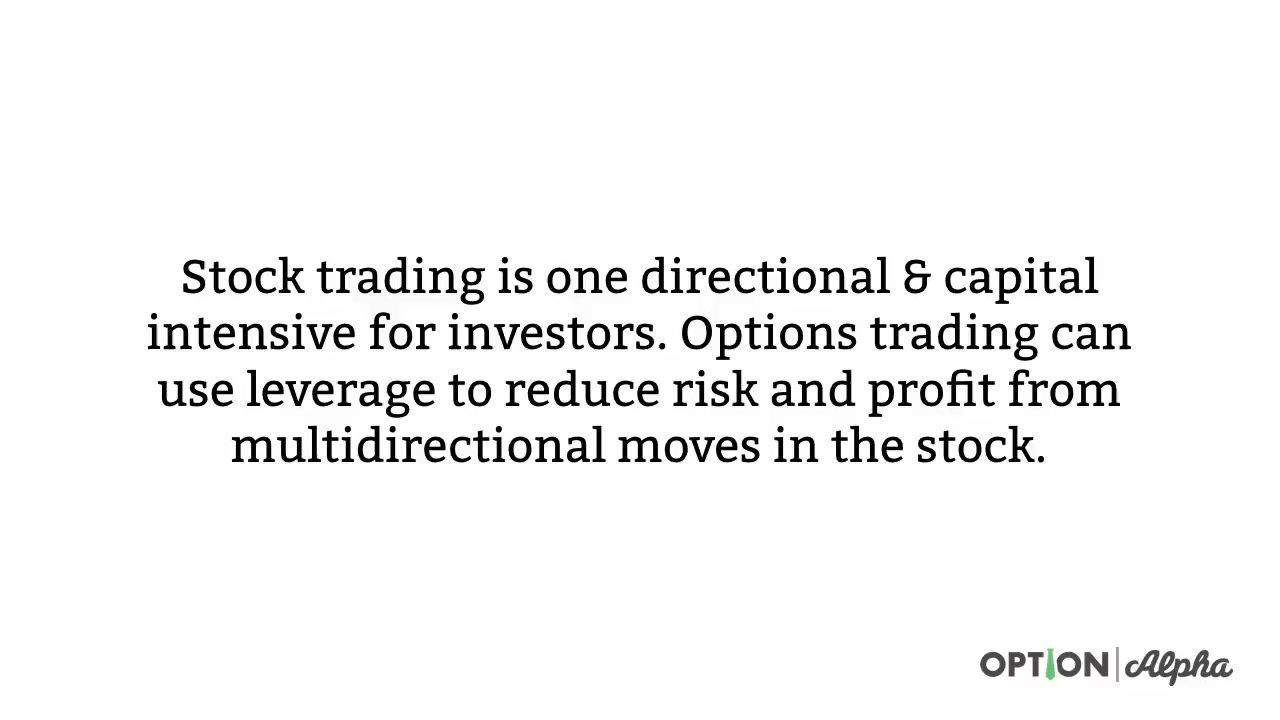 Stock trading is one directional & capital
intensive for investors. Options trading can
use leverage to reduce risk and profit from
multidirectional moves in the stock.
OPTION | Alpha